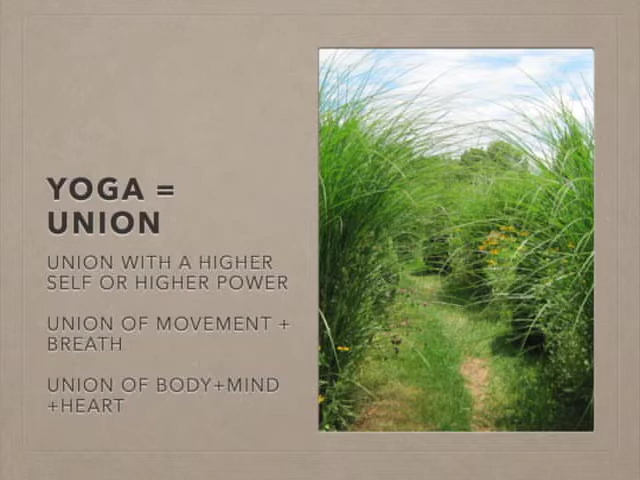 YOGA =
UNION
UNION WITH A HIGHER
SELF OR HIGHER POWER
UNION OF MOVEMENT +
BREATH
UNION OF BODY+MIND
+HEART